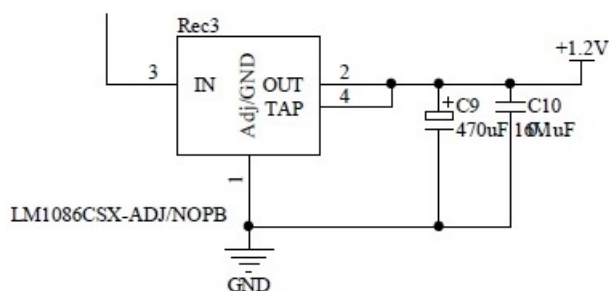 Rec3
+1.2V
3 IN OUT 2
Adj/GND
TAP 4
C9 C10
470uF
1
LM1086CSX-ADJ/NOPB
GND